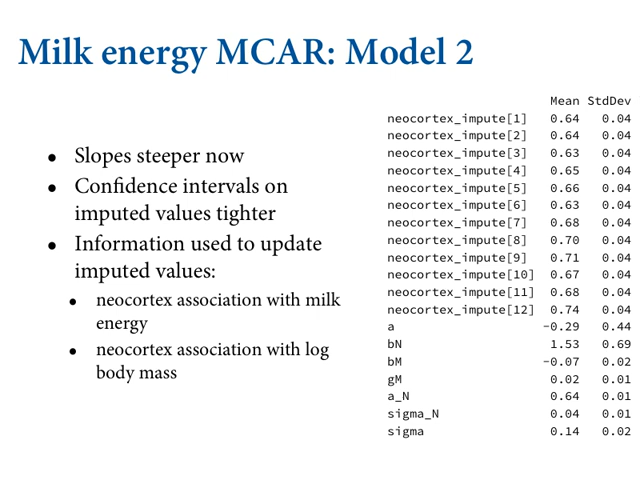 Milk energy MCAR: Model 2
• Slopes steeper now
• Confidence intervals on
imputed values tighter
• Information used to update
imputed values:
• neocortex association with milk
energy
• neocortex association with log
body mass
Mean StdDev
neocortex_impute[1] 0.64 0.04
neocortex_impute[2] 0.64 0.04
neocortex_impute[3] 0.63 0.04
neocortex_impute[4] 0.65 0.04
neocortex_impute[5] 0.66 0.04
neocortex_impute[6] 0.63 0.04
neocortex_impute[7] 0.68 0.04
neocortex_impute[8] 0.70 0.04
neocortex_impute[9] 0.71 0.04
neocortex_impute[10] 0.67 0.04
neocortex_impute[11] 0.68 0.04
neocortex_impute[12] 0.74 0.04
a −0.29 0.44
bN 1.53 0.69
bM −0.07 0.02
gM 0.02 0.01
a_N 0.64 0.01
sigma_N 0.04 0.01
sigma 0.14 0.02